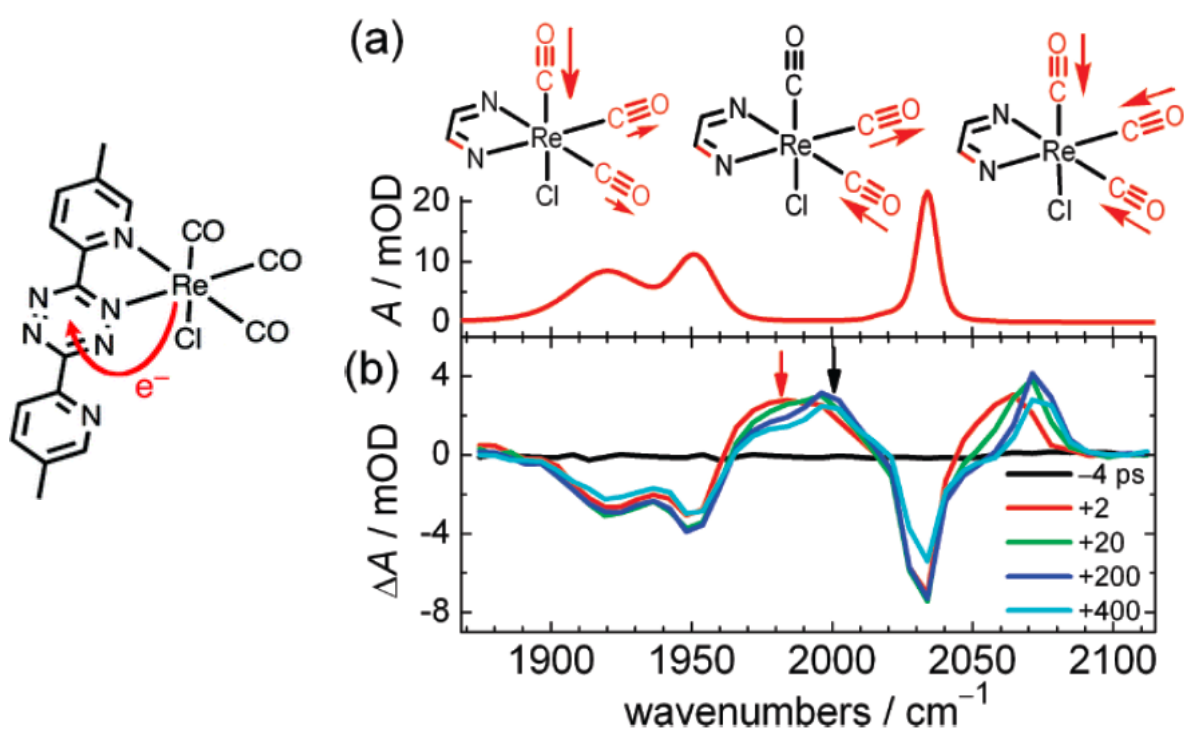 CO
N
CO
Re
N
N
N
N
Cl
CO
e−
N
(a)
O
C
N
C O
Re
N
C O
Cl
O
C
N
C O
Re
N
C O
Cl
O
C
N
C O
Re
N
C O
Cl
A / mOD
20
10
0
(b)
ΔA / mOD
4
0
-4
-8
−4 ps
+2
+20
+200
+400
1900 1950 2000 2050 2100
wavenumbers / cm−1